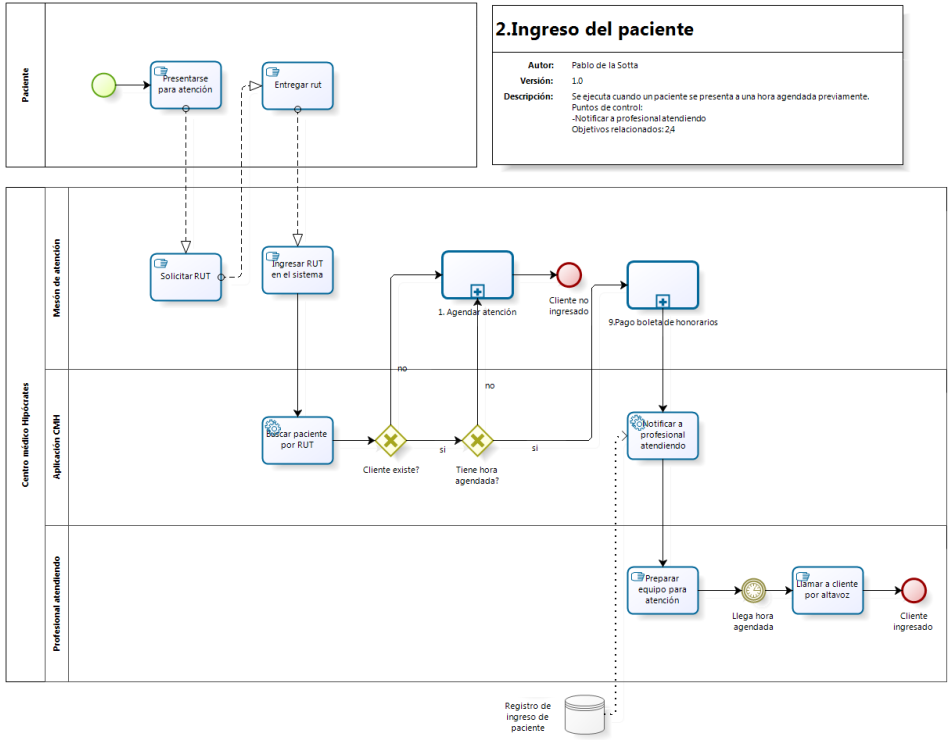 2.Ingreso del paciente
Autor: Pablo de la Sotta
Versión: 1.0
Descripción: Se ejecuta cuando un paciente se presenta a una hora agendada previamente.
Puntos de control:
-Notificar a profesional atendiendo
Objetivos relacionados: 2,4
Paciente
Presentarse
para atención
Entregar rut
Centro médico Hipócrates
Mesón de atención
Solicitar RUT
Ingresar RUT
en el sistema
1. Agendar atención
Cliente no
ingresado
9.Pago boleta de honorarios
no
no
Aplicación CMH
Buscar paciente
por RUT
Cliente existe?
si
Tiene hora
agendada?
si
Notificar a
profesional
atendiendo
Profesional atendiendo
Preparar
equipo para
atención
Llega hora
agendada
Llamar a cliente
por altavoz
Cliente
ingresado
Registro de
ingreso de
paciente